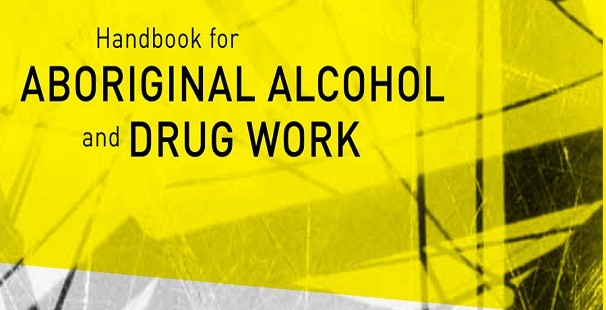 Handbook for
ABORIGINAL ALCOHOL
and DRUG WORK